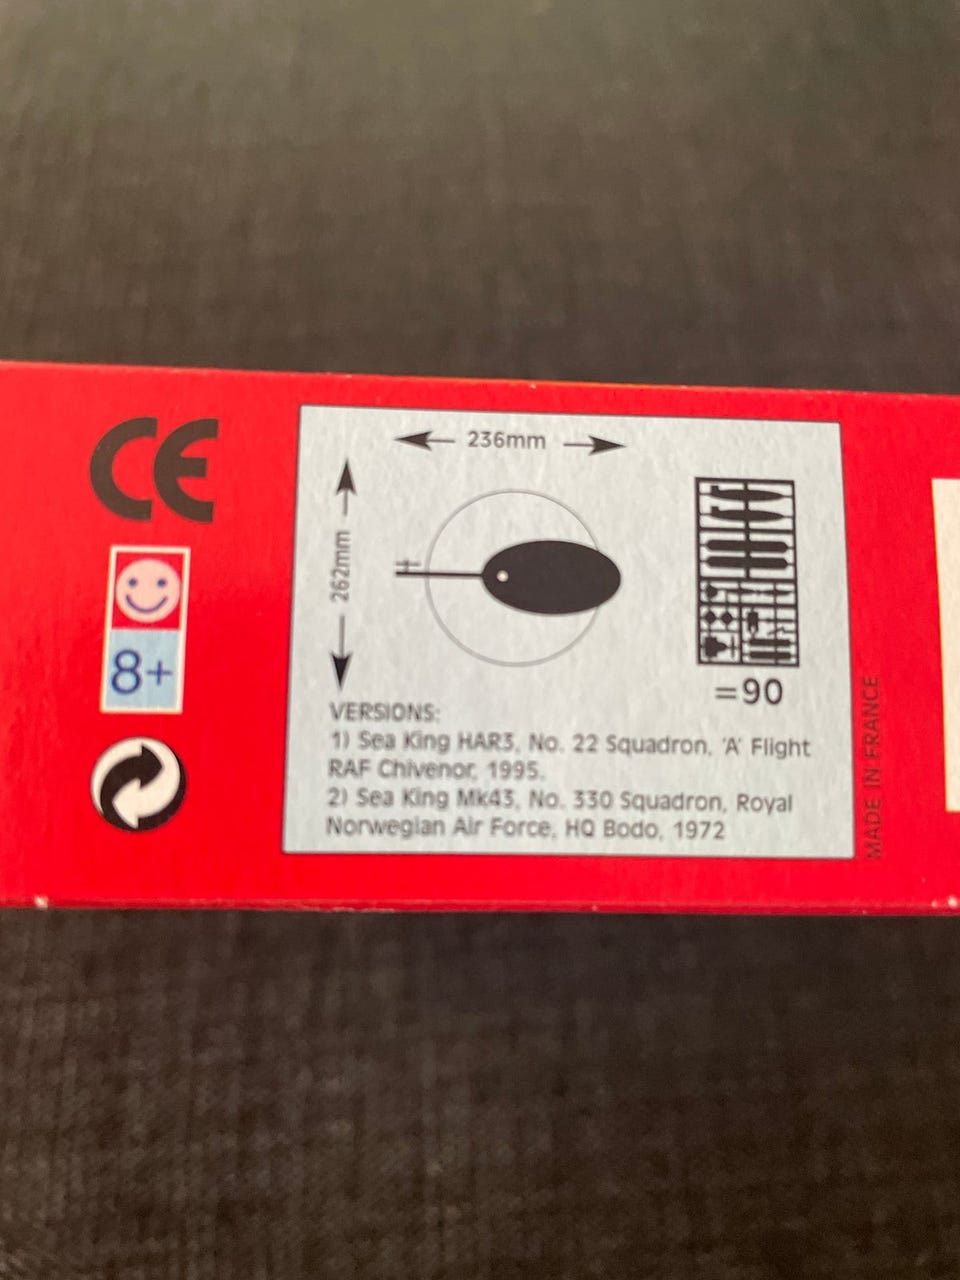 CE
8+
236mm
262mm
=90
VERSIONS:
1) Sea King HAR3, No. 22 Squadron, 'A' Flight
RAF Chivenor, 1995.
2) Sea King Mk43, No. 330 Squadron, Royal
Norwegian Air Force, HQ Bodo, 1972
MADE IN FRANCE